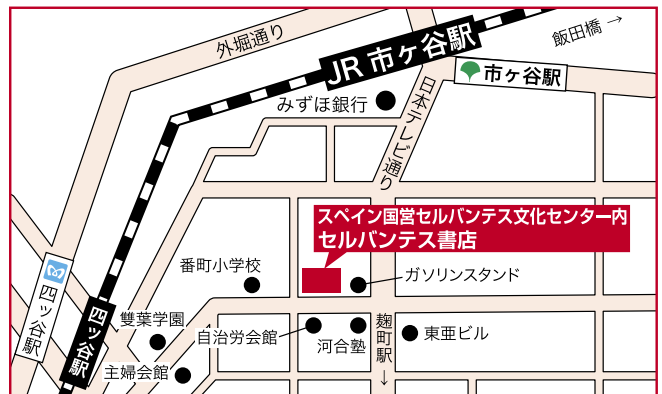 外堀通り
JR 市ヶ谷駅
飯田橋 →
市ヶ谷駅
みずほ銀行
日本テレビ通り
スペイン国営セルバンテス文化センター内
セルバンテス書店
番町小学校
ガソリンスタンド
四ッ谷駅
四ッ谷駅
雙葉学園
自治労会館
河合塾
麹町駅 →
東亜ビル
主婦会館